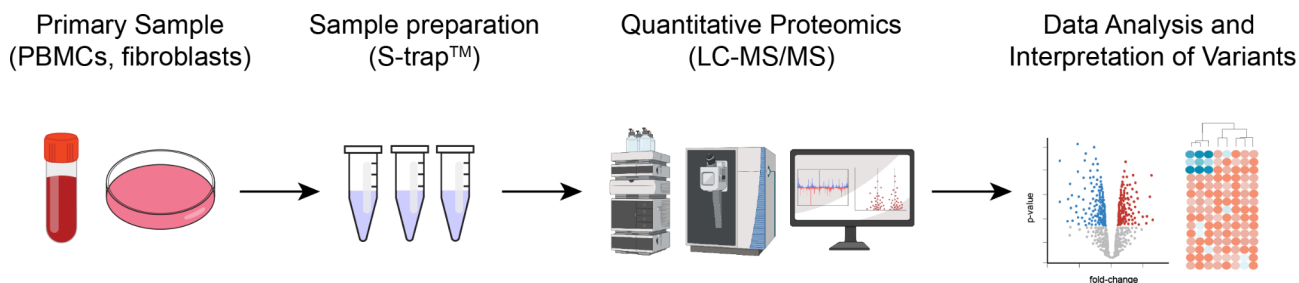 Primary Sample
(PBMCs, fibroblasts)
Sample preparation
(S-trap™)
Quantitative Proteomics
(LC-MS/MS)
Data Analysis and
Interpretation of Variants
p-value
fold-change